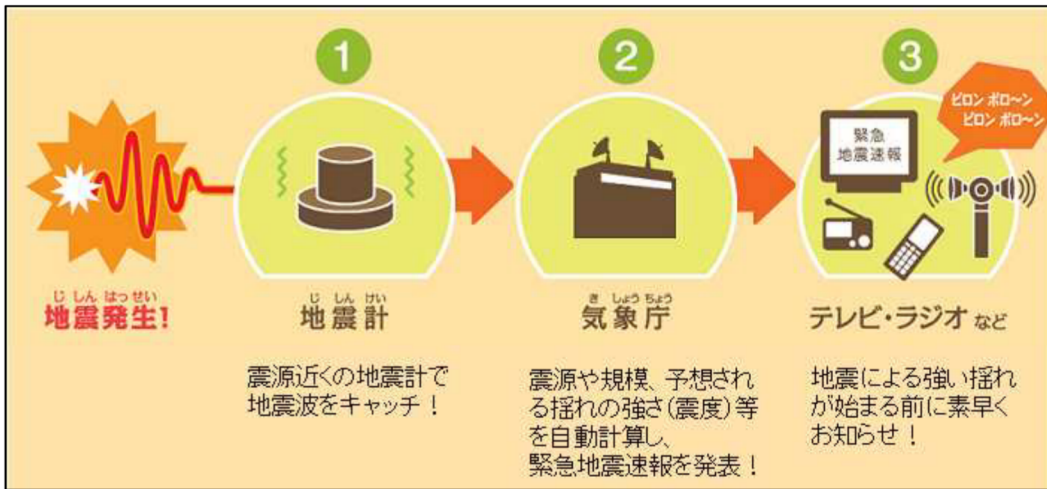 1
2
3
ピロン ポロ〜ン
ピロン ポロ〜ン
緊急
地震速報
じ しん はっ せい
地震発生!
じ しん けい
地震計
き しょう ちょう
気象庁
テレビ・ラジオ など
震源近くの地震計で
地震波をキャッチ！
震源や規模、予想され
る揺れの強さ(震度)等
を自動計算し、
緊急地震速報を発表！
地震による強い揺れ
が始まる前に素早く
お知らせ！